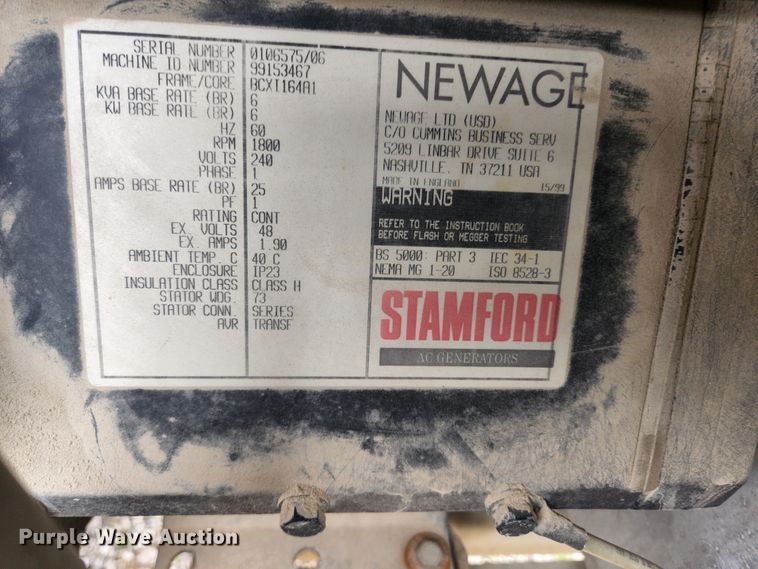 SERIAL NUMBER 0106575/06
MACHINE ID NUMBER 99153467
FRAME/CORE BCXT164A1
KVA BASE RATE (BR) 6
KW BASE RATE (BR) 6
HZ 60
RPM 1800
VOLTS 240
PHASE 1
AMPS BASE RATE (BR) 25
PF 1
RATING CONT
EX. VOLTS 48
EX. AMPS 1.90
AMBIENT TEMP. C 40 C
ENCLOSURE IP23
INSULATION CLASS CLASS H
STATOR WDG. 73
STATOR CONN. SERIES
AVR TRANSF
NEWAGE
NEWAGE LTD (USD)
C/O CUMMINS BUSINESS SERV
5209 LINBAR DRIVE SUITE 6
NASHVILLE, TN 37211 USA
MADE IN ENGLAND 15/99
WARNING
REFER TO THE INSTRUCTION BOOK
BEFORE FLASH OR MEGGER TESTING
BS 5000: PART 3 IEC 34-1
NEMA MG 1-20 ISO 8528-3
STAMFORD
AC GENERATORS
Purple Wave Auction